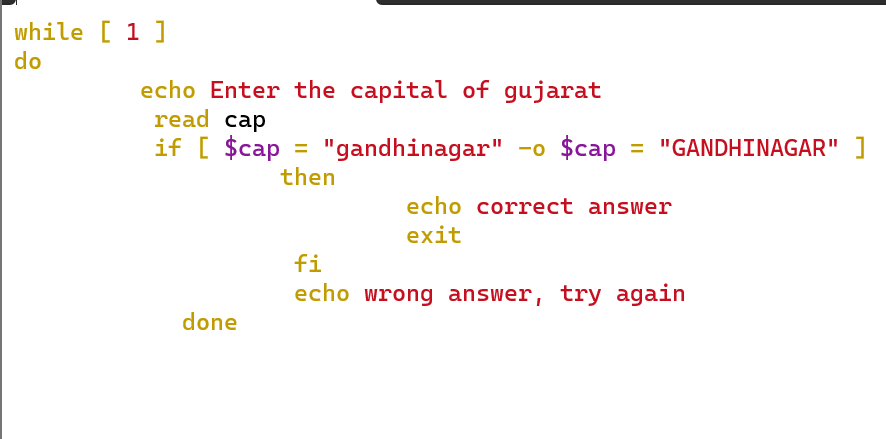 while [ 1 ]
do
echo Enter the capital of gujarat
read cap
if [ $cap = "gandhinagar" -o $cap = "GANDHINAGAR" ]
then
echo correct answer
exit
fi
echo wrong answer, try again
done